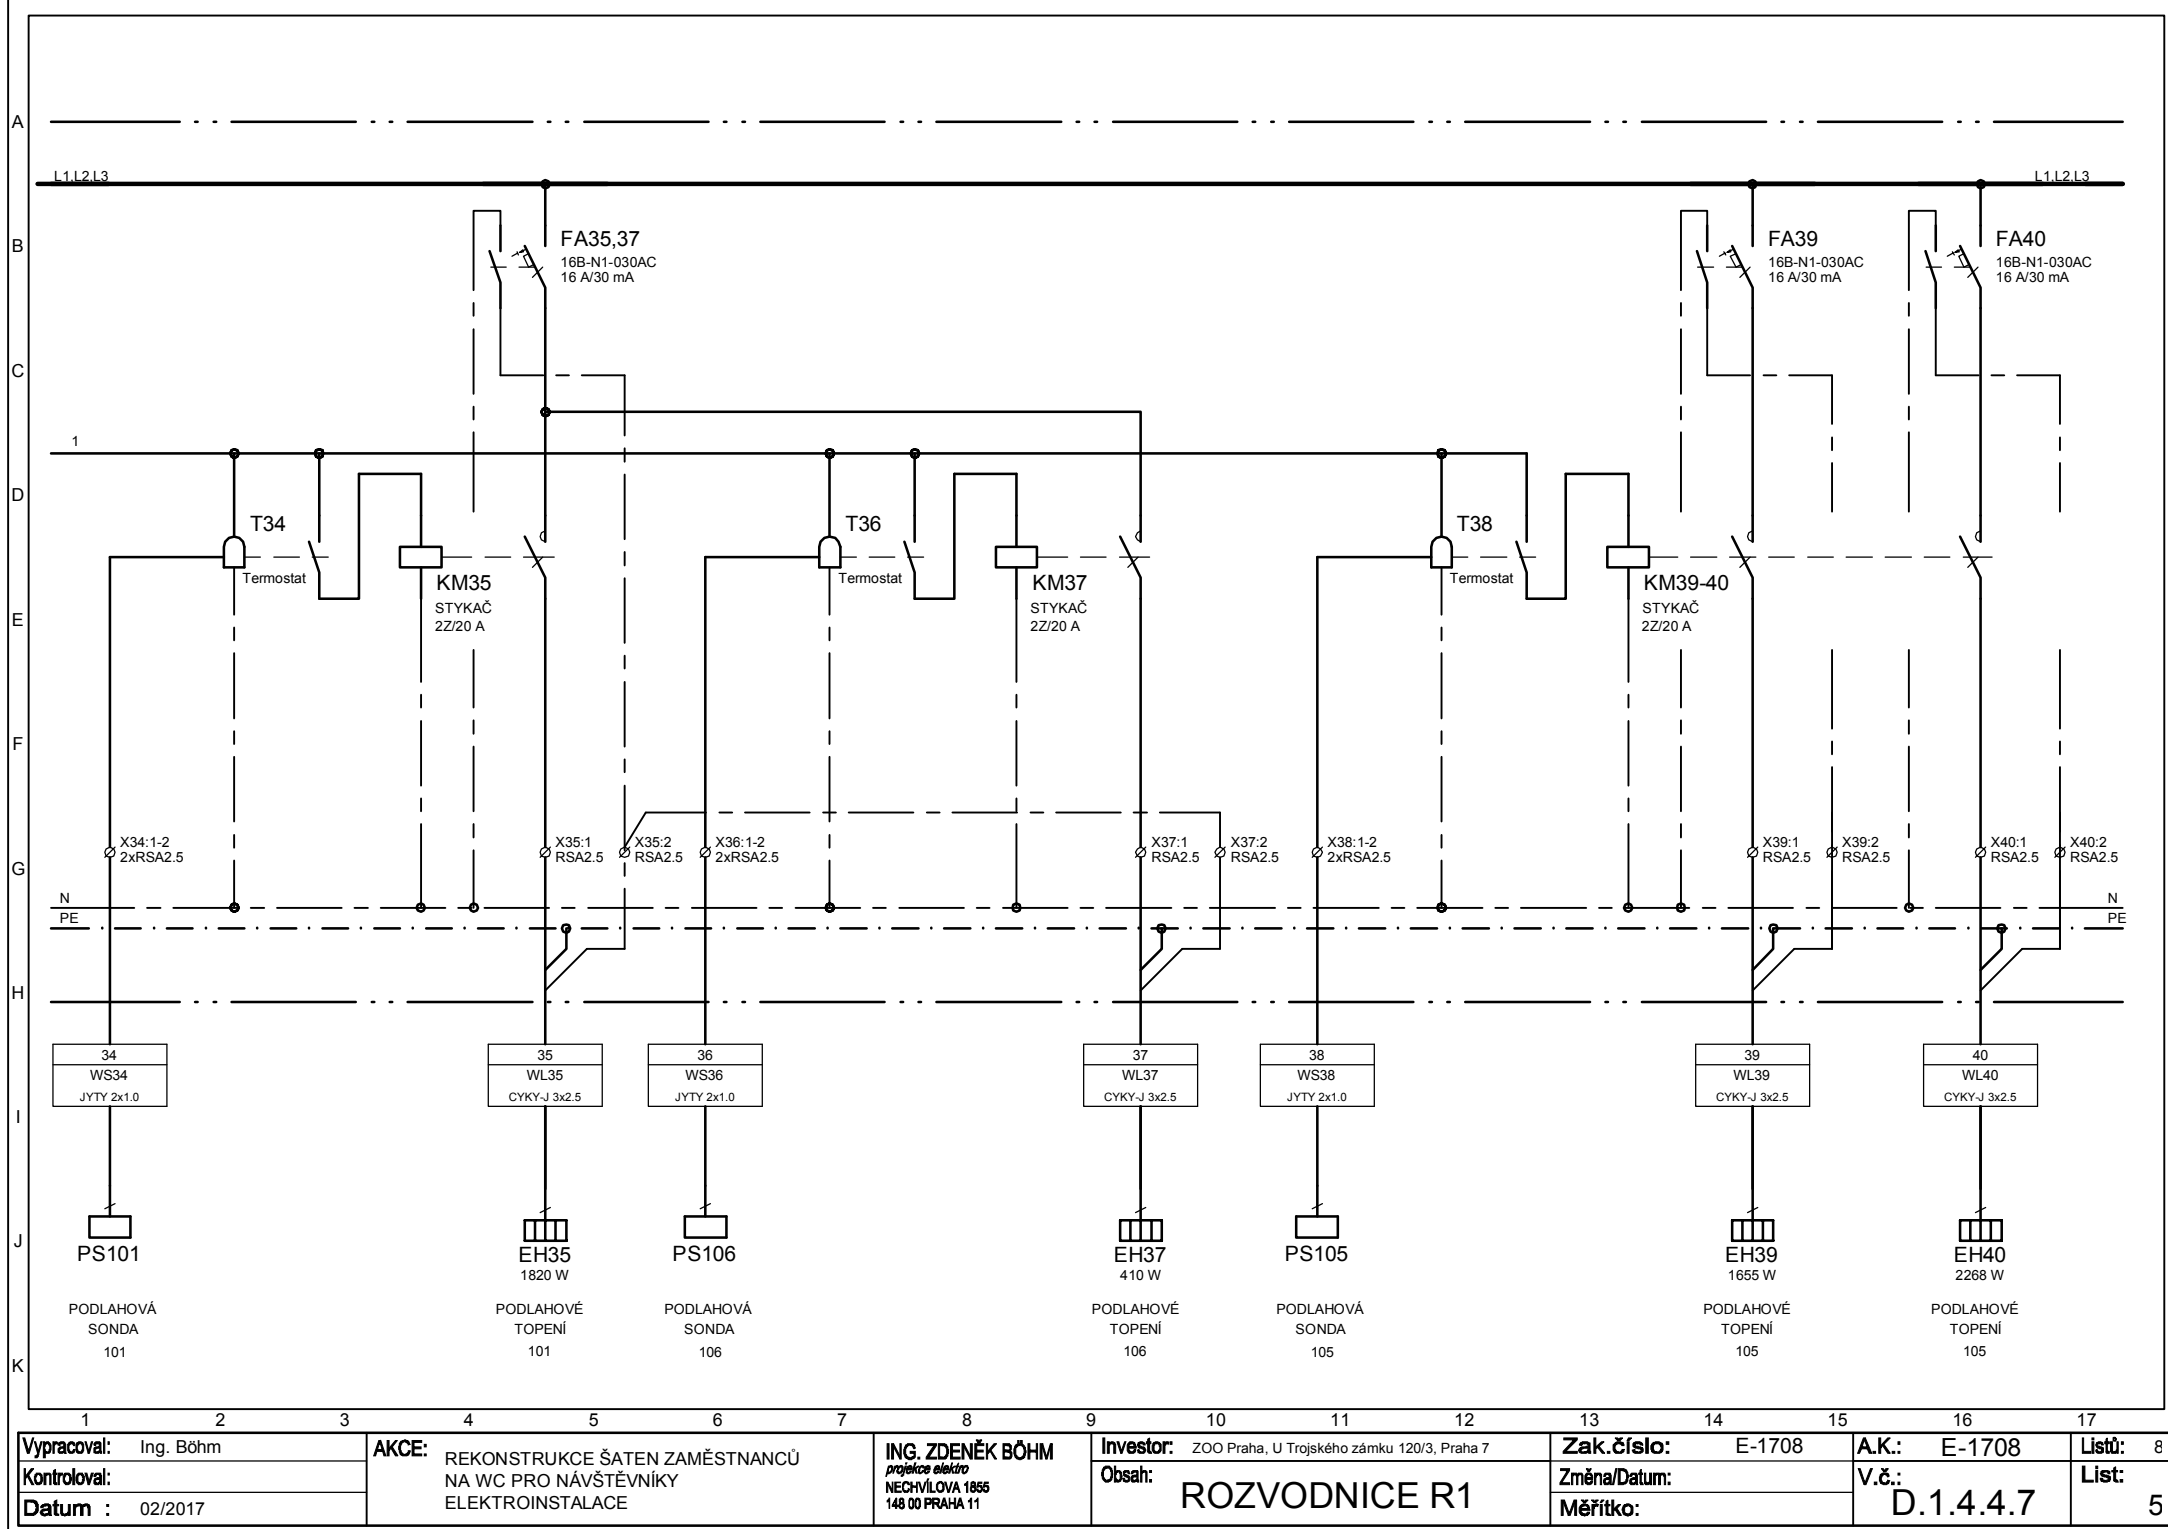 A
L1,L2,L3
L1,L2,L3
B
FA35,37
16B-N1-030AC
16 A/30 mA
FA39
16B-N1-030AC
16 A/30 mA
FA40
16B-N1-030AC
16 A/30 mA
C
1
D
T34
Termostat
KM35
STYKAČ
2Z/20 A
T36
Termostat
KM37
STYKAČ
2Z/20 A
T38
Termostat
KM39-40
STYKAČ
2Z/20 A
E
F
X34:1-2
2xRSA2.5
X35:1
RSA2.5
X35:2
RSA2.5
X36:1-2
2xRSA2.5
X37:1
RSA2.5
X37:2
RSA2.5
X38:1-2
2xRSA2.5
X39:1
RSA2.5
X39:2
RSA2.5
X40:1
RSA2.5
X40:2
RSA2.5
G
N
PE
N
PE
H
34
WS34
JYTY 2x1.0
35
WL35
CYKY-J 3x2.5
36
WS36
JYTY 2x1.0
37
WL37
CYKY-J 3x2.5
38
WS38
JYTY 2x1.0
39
WL39
CYKY-J 3x2.5
40
WL40
CYKY-J 3x2.5
I
J
PS101
EH35
1820 W
PS106
EH37
410 W
PS105
EH39
1655 W
EH40
2268 W
PODLAHOVÁ
SONDA
101
PODLAHOVÉ
TOPENÍ
101
PODLAHOVÁ
SONDA
106
PODLAHOVÉ
TOPENÍ
106
PODLAHOVÁ
SONDA
105
PODLAHOVÉ
TOPENÍ
105
PODLAHOVÉ
TOPENÍ
105
K
1 2 3 4 5 6 7 8 9 10 11 12 13 14 15 16 17
Vypracoval: Ing. Böhm
Kontroloval:
Datum : 02/2017
AKCE: REKONSTRUKCE ŠATEN ZAMĚSTNANCŮ
NA WC PRO NÁVŠTĚVNÍKY
ELEKTROINSTALACE
ING. ZDENĚK BÖHM
projekce elektro
NECHVÍLOVA 1855
148 00 PRAHA 11
Investor: ZOO Praha, U Trojského zámku 120/3, Praha 7
Obsah: ROZVODNICE R1
Zak.číslo: E-1708
Změna/Datum:
Měřítko:
A.K.: E-1708
V.č.: D.1.4.4.7
Listů: 8
List: 5